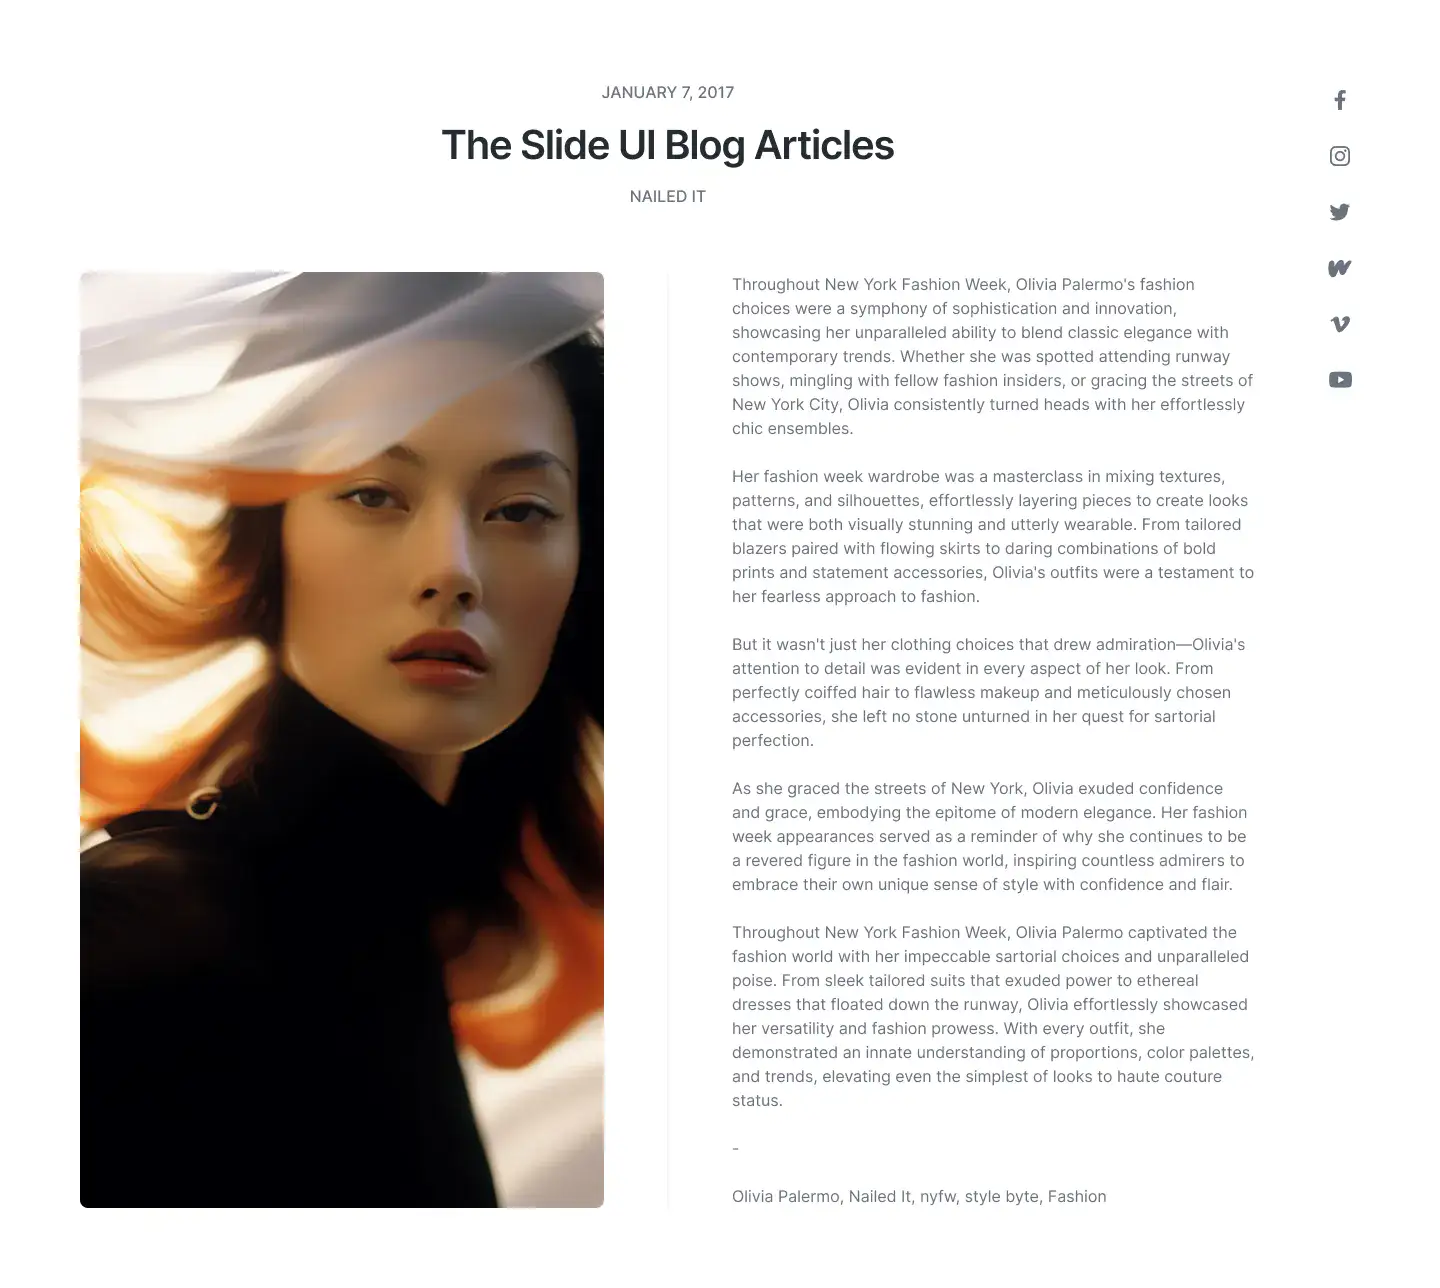 JANUARY 7, 2017
The Slide UI Blog Articles
NAILED IT
Throughout New York Fashion Week, Olivia Palermo's fashion
choices were a symphony of sophistication and innovation,
showcasing her unparalleled ability to blend classic elegance with
contemporary trends. Whether she was spotted attending runway
shows, mingling with fellow fashion insiders, or gracing the streets of
New York City, Olivia consistently turned heads with her effortlessly
chic ensembles.
Her fashion week wardrobe was a masterclass in mixing textures,
patterns, and silhouettes, effortlessly layering pieces to create looks
that were both visually stunning and utterly wearable. From tailored
blazers paired with flowing skirts to daring combinations of bold
prints and statement accessories, Olivia's outfits were a testament to
her fearless approach to fashion.
But it wasn't just her clothing choices that drew admiration—Olivia's
attention to detail was evident in every aspect of her look. From
perfectly coiffed hair to flawless makeup and meticulously chosen
accessories, she left no stone unturned in her quest for sartorial
perfection.
As she graced the streets of New York, Olivia exuded confidence
and grace, embodying the epitome of modern elegance. Her fashion
week appearances served as a reminder of why she continues to be
a revered figure in the fashion world, inspiring countless admirers to
embrace their own unique sense of style with confidence and flair.
Throughout New York Fashion Week, Olivia Palermo captivated the
fashion world with her impeccable sartorial choices and unparalleled
poise. From sleek tailored suits that exuded power to ethereal
dresses that floated down the runway, Olivia effortlessly showcased
her versatility and fashion prowess. With every outfit, she
demonstrated an innate understanding of proportions, color palettes,
and trends, elevating even the simplest of looks to haute couture
status.
-
Olivia Palermo, Nailed It, nyfw, style byte, Fashion